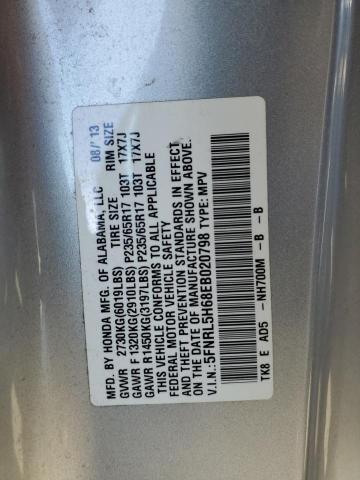 MFD. BY HONDA MFG. OF ALABAMA, LLC 08/'13
GVWR 2730KG(6019LBS) TIRE SIZE RIM SIZE
GAWR F 1320KG(2910LBS) P235/65R17 103T 17X7J
GAWR R1450KG(3197LBS) P235/65R17 103T 17X7J
THIS VEHICLE CONFORMS TO ALL APPLICABLE
FEDERAL MOTOR VEHICLE SAFETY
AND THEFT PREVENTION STANDARDS IN EFFECT
ON THE DATE OF MANUFACTURE SHOWN ABOVE.
V.I.N.:5FNRL5H68EB020798 TYPE: MPV
TK8 E AD5 -NH700M - B - B